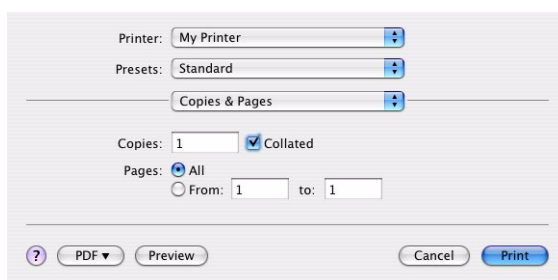 Printer: My Printer
Presets: Standard
Copies & Pages
Copies: 1 Collated
Pages: All
From: 1 to: 1
? PDF▼ Preview Cancel Print